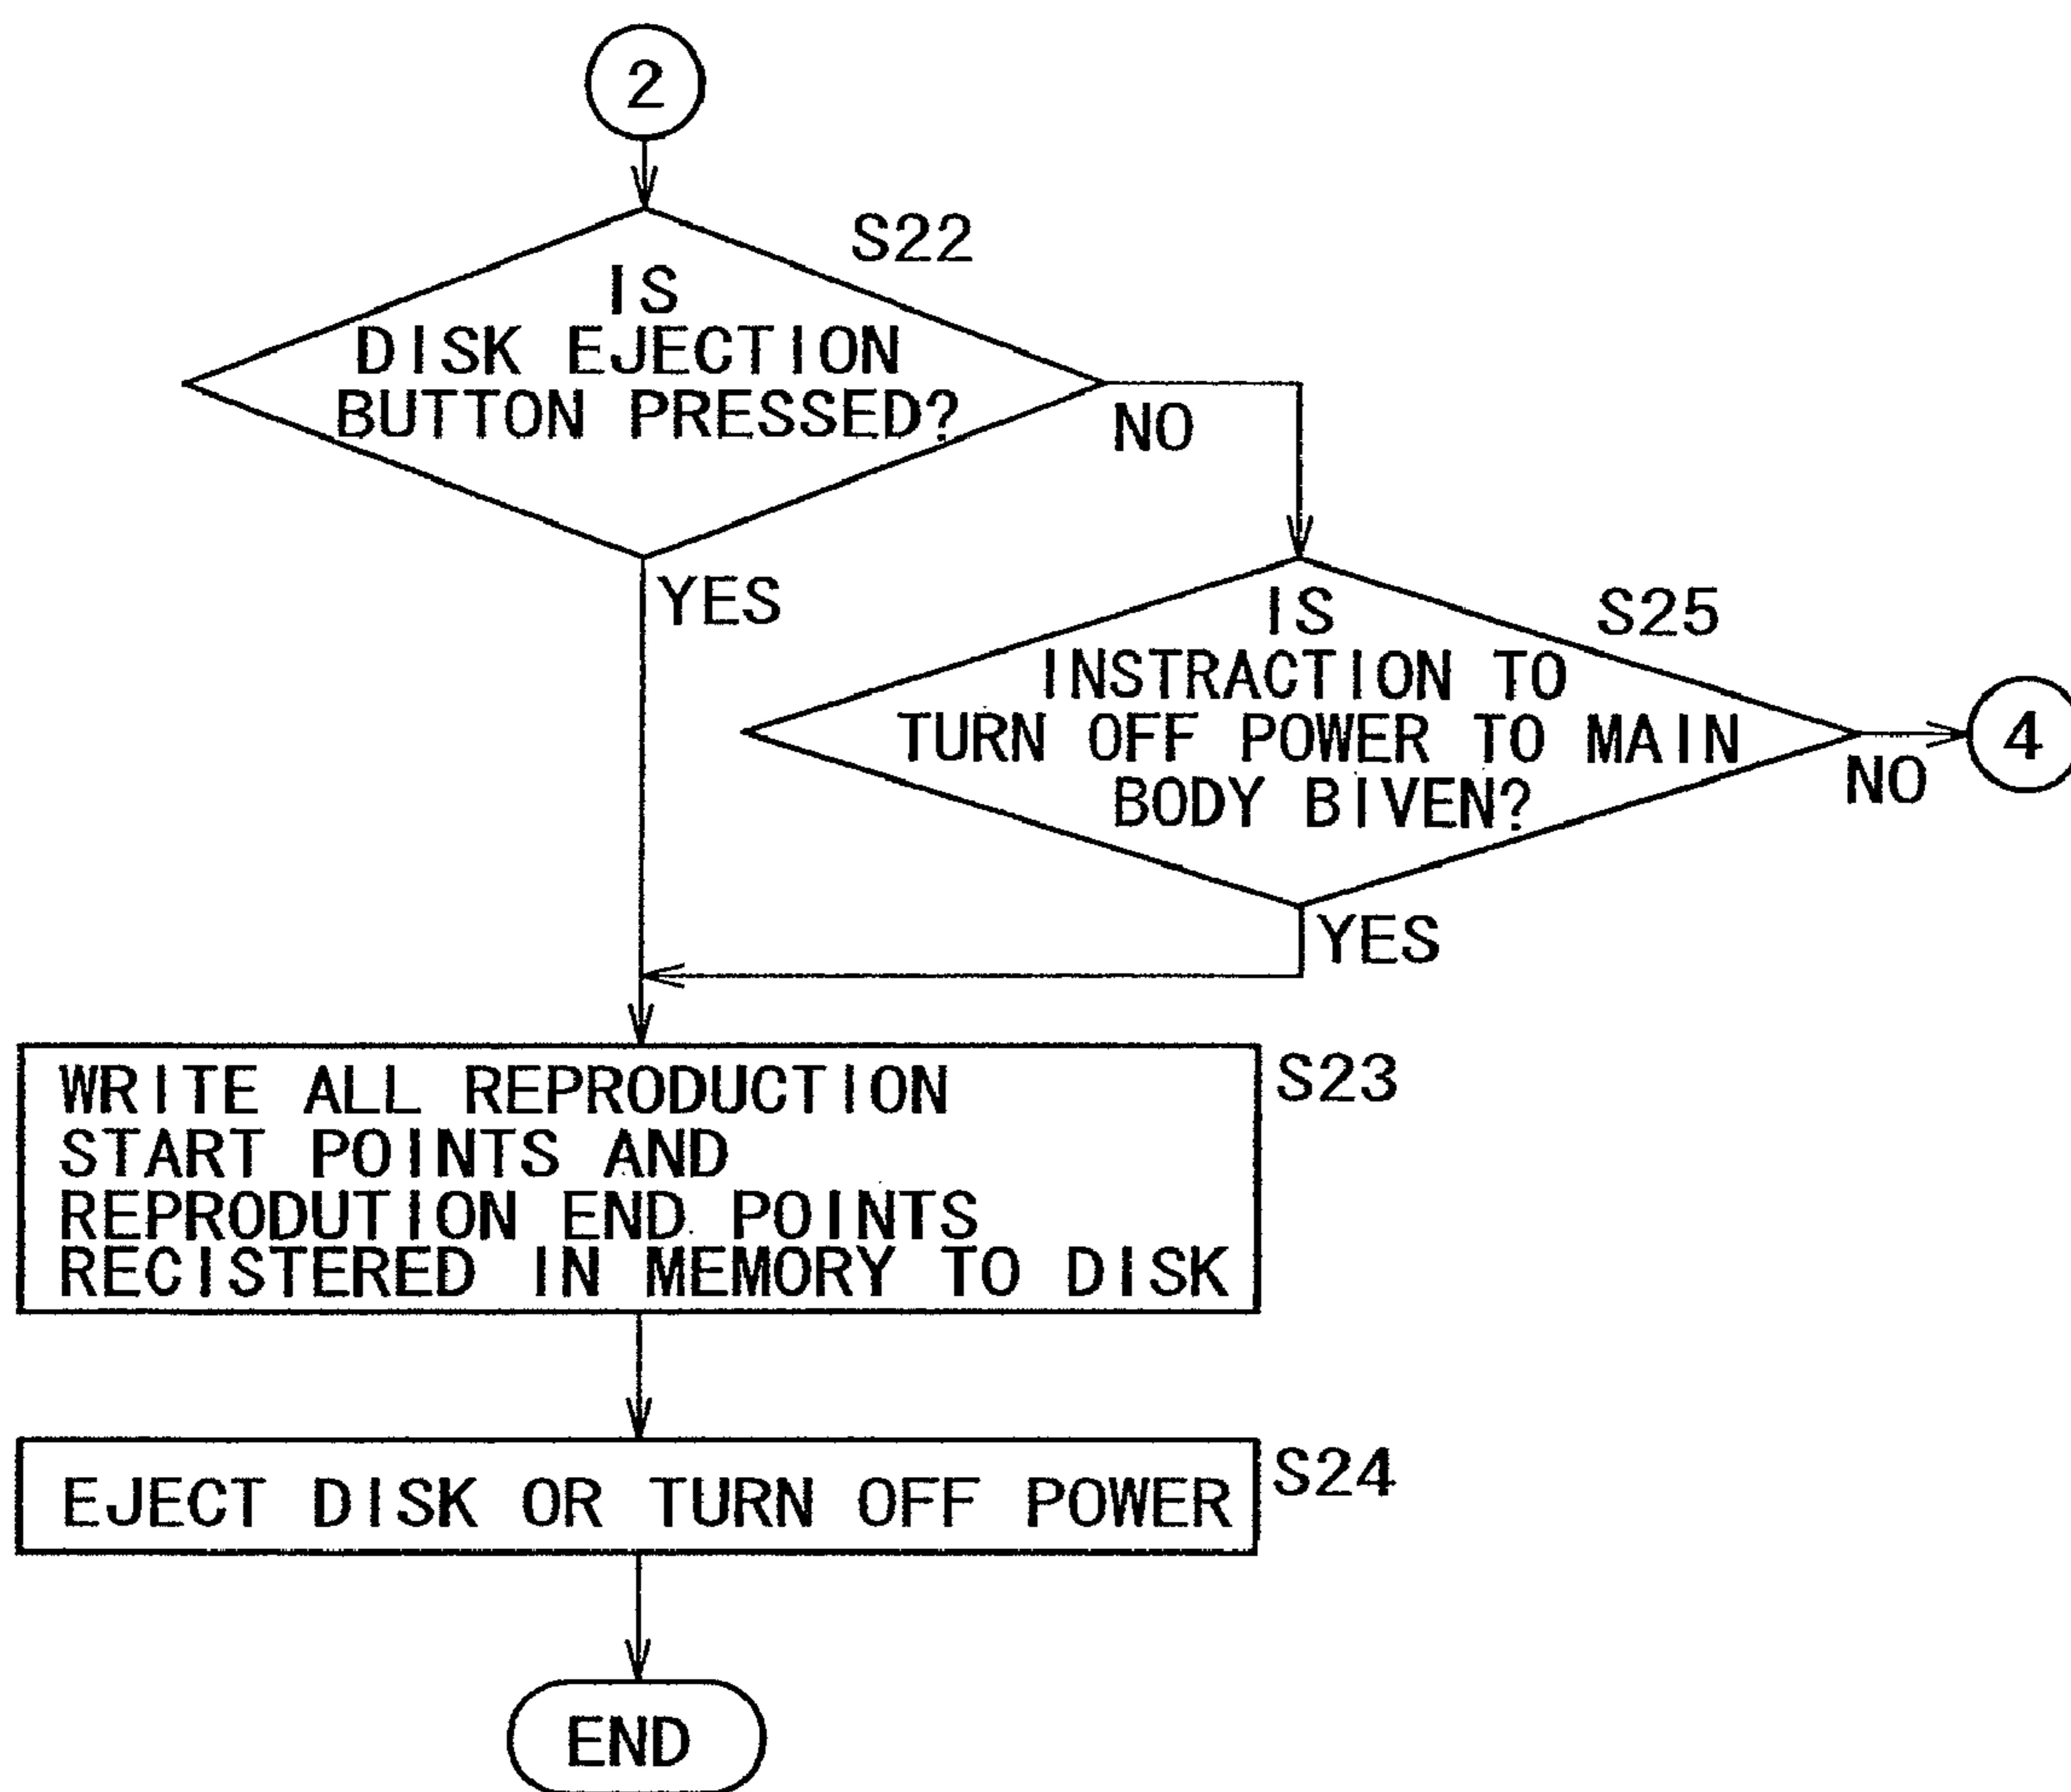 2
S22
IS
DISK EJECTION
BUTTON PRESSED?
NO
YES
S25
IS
INSTRACTION TO
TURN OFF POWER TO MAIN
BODY BIVEN?
NO
4
YES
S23
WRITE ALL REPRODUCTION
START POINTS AND
REPRODUTION END POINTS
RECISTERED IN MEMORY TO DISK
S24
EJECT DISK OR TURN OFF POWER
END